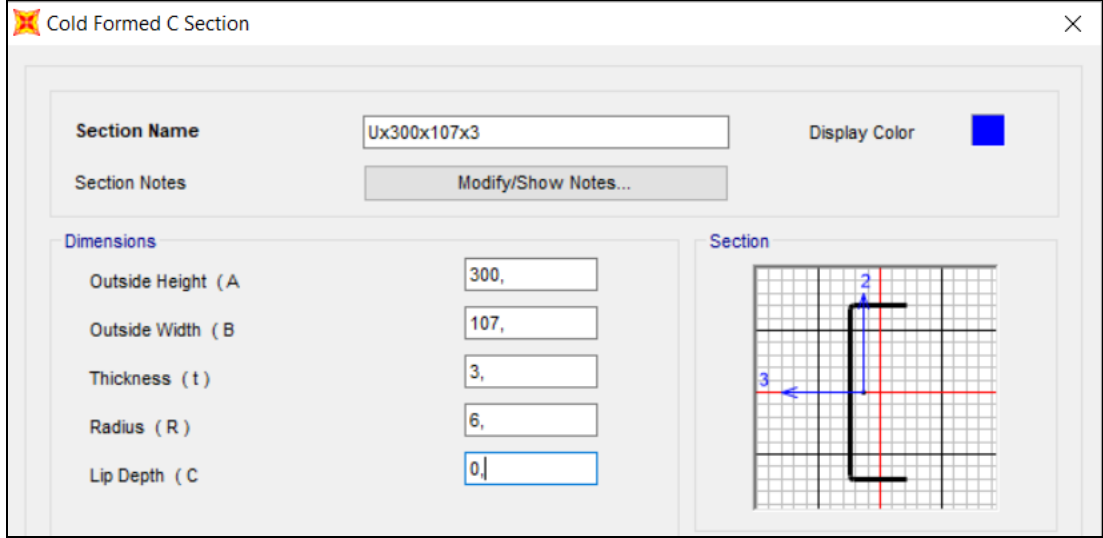 Cold Formed C Section
Section Name Ux300x107x3 Display Color
Section Notes Modify/Show Notes...
Dimensions
Outside Height ( A 300,
Outside Width ( B 107,
Thickness ( t ) 3,
Radius ( R ) 6,
Lip Depth ( C 0,
Section
2
3